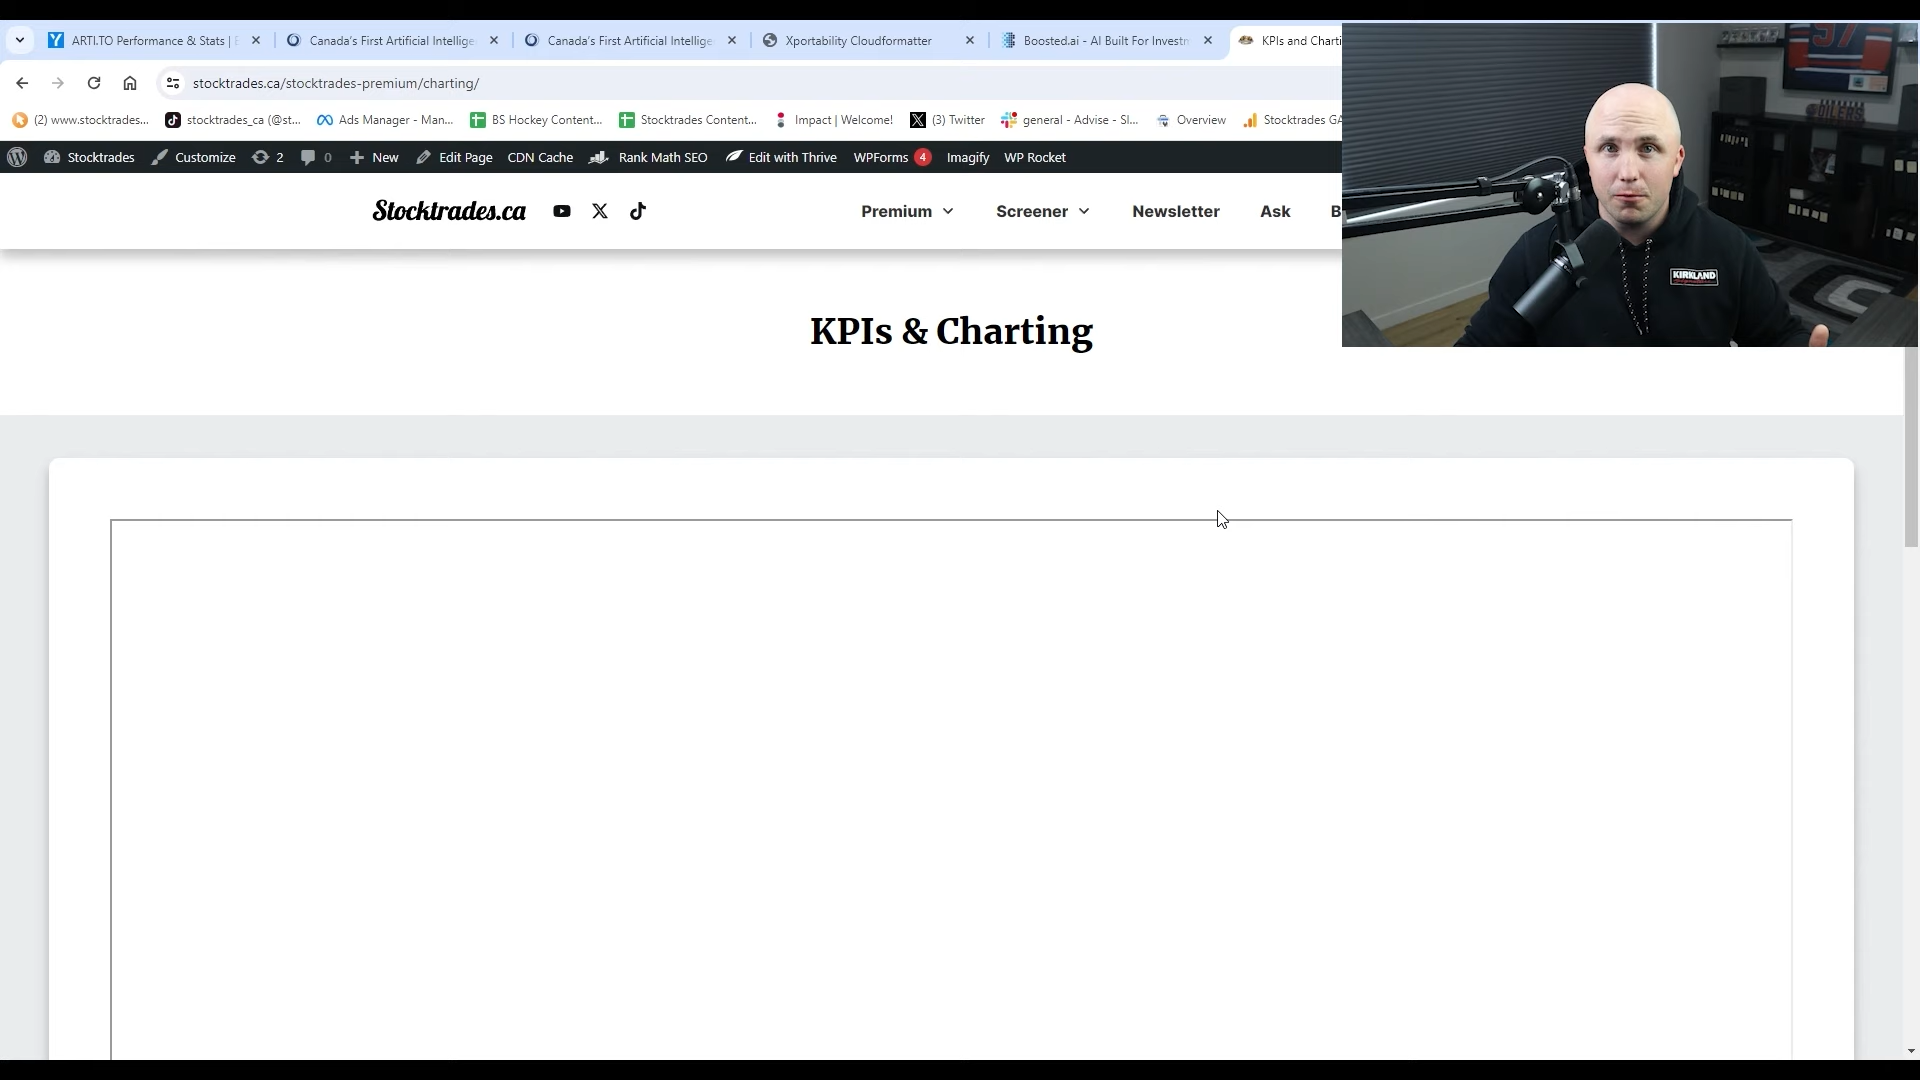 ARTI.TO Performance & Stats |
Canada's First Artificial Intellige
Canada's First Artificial Intellige
Xportability Cloudformatter
Boosted.ai - AI Built For Investm
KPIs and Charti
stocktrades.ca/stocktrades-premium/charting/
(2) www.stocktrades...
stocktrades_ca (@st...
Ads Manager - Man...
BS Hockey Content...
Stocktrades Content...
Impact | Welcome!
(3) Twitter
general - Advise - Sl...
Overview
Stocktrades GA
Stocktrades
Customize
2
0
New
Edit Page
CDN Cache
Rank Math SEO
Edit with Thrive
WPForms 4
Imagify
WP Rocket
Stocktrades.ca
Premium
Screener
Newsletter
Ask
B
KPIs & Charting
97
OILERS
KIRKLAND